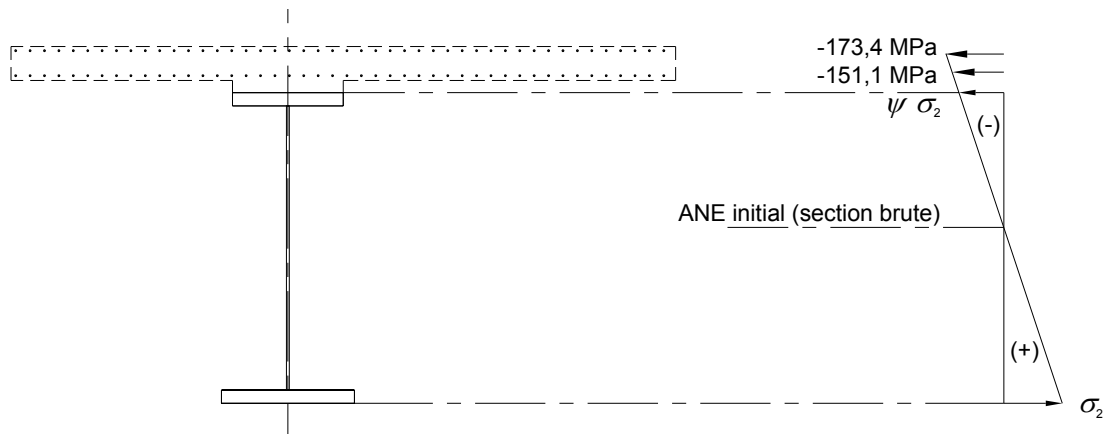 -173,4 MPa
-151,1 MPa
ψ σ₂
(-)
ANE initial (section brute)
(+)
σ₂